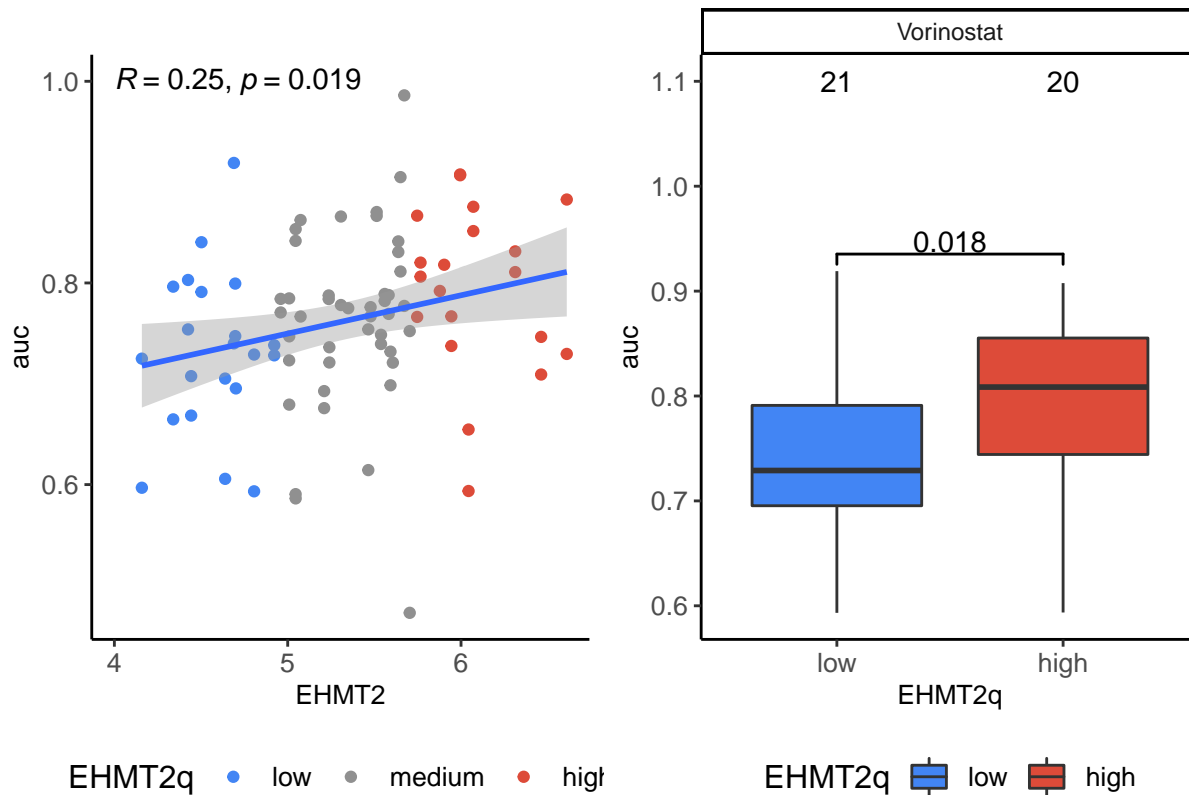 R = 0.25, p = 0.019
1.0
0.8
0.6
auc
4 5 6
EHMT2
EHMT2q low medium high
Vorinostat
21 20
0.018
1.1
1.0
0.9
0.8
0.7
0.6
auc
low high
EHMT2q
EHMT2q low high